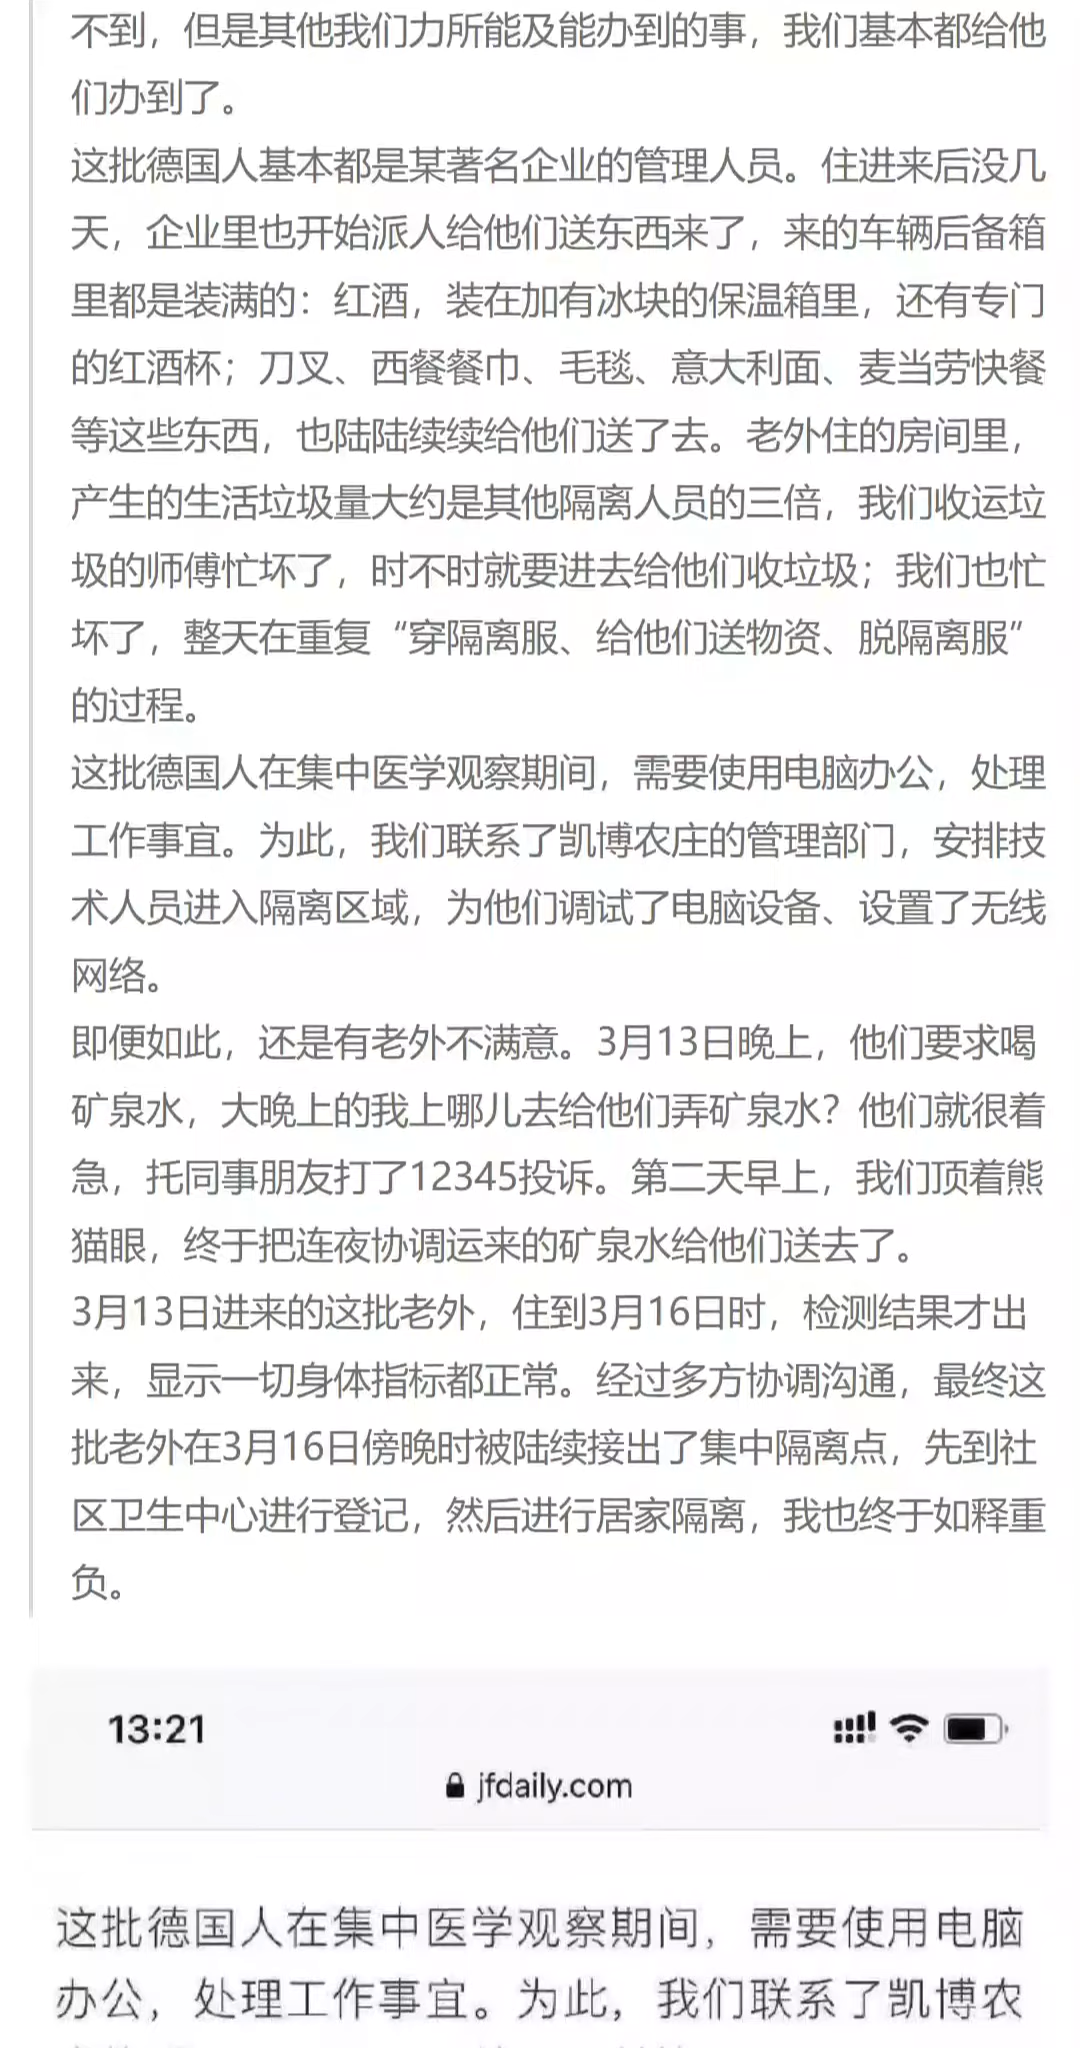 不到，但是其他我们力所能及能办到的事，我们基本都给他
们办到了。
这批德国人基本都是某著名企业的管理人员。住进来后没几
天，企业里也开始派人给他们送东西来了，来的车辆后备箱
里都是装满的：红酒，装在加有冰块的保温箱里，还有专门
的红酒杯；刀叉、西餐餐巾、毛毯、意大利面、麦当劳快餐
等这些东西，也陆陆续续给他们送了去。老外住的房间里，
产生的生活垃圾量大约是其他隔离人员的三倍，我们收运垃
圾的师傅忙坏了，时不时就要进去给他们收垃圾；我们也忙
坏了，整天在重复“穿隔离服、给他们送物资、脱隔离服”
的过程。
这批德国人在集中医学观察期间，需要使用电脑办公，处理
工作事宜。为此，我们联系了凯博农庄的管理部门，安排技
术人员进入隔离区域，为他们调试了电脑设备、设置了无线
网络。
即便如此，还是有老外不满意。3月13日晚上，他们要求喝
矿泉水，大晚上的我上哪儿去给他们弄矿泉水？他们就很着
急，托同事朋友打了12345投诉。第二天早上，我们顶着熊
猫眼，终于把连夜协调运来的矿泉水给他们送去了。
3月13日进来的这批老外，住到3月16日时，检测结果才出
来，显示一切身体指标都正常。经过多方协调沟通，最终这
批老外在3月16日傍晚时被陆续接出了集中隔离点，先到社
区卫生中心进行登记，然后进行居家隔离，我也终于如释重
负。
13:21
jfdaily.com
这批德国人在集中医学观察期间，需要使用电脑
办公，处理工作事宜。为此，我们联系了凯博农